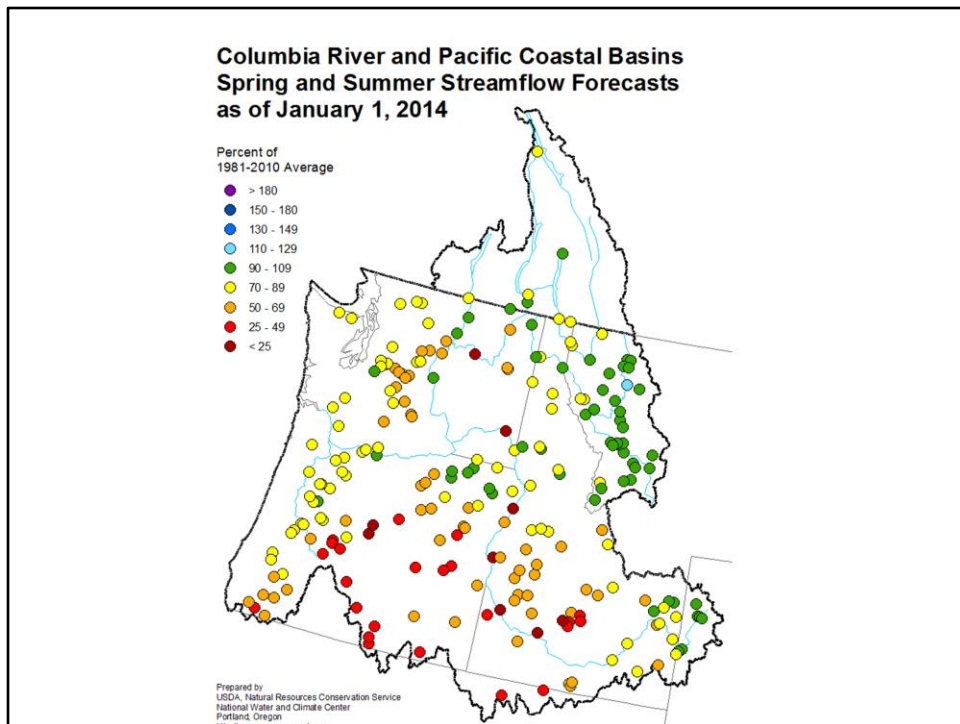 Columbia River and Pacific Coastal Basins
Spring and Summer Streamflow Forecasts
as of January 1, 2014
Percent of
1981-2010 Average
> 180
150 - 180
130 - 149
110 - 129
90 - 109
70 - 89
50 - 69
25 - 49
< 25
Prepared by
USDA, Natural Resources Conservation Service
National Water and Climate Center
Portland, Oregon